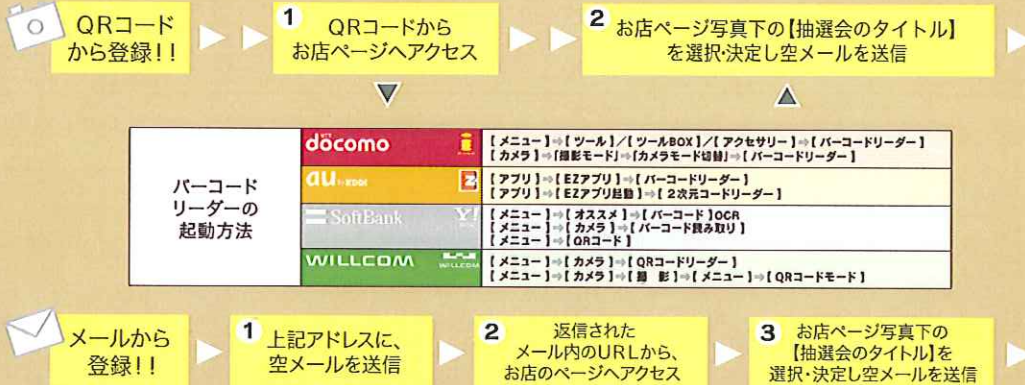 QRコード
から登録!!
1 QRコードから
お店ページへアクセス
2 お店ページ写真下の【抽選会のタイトル】
を選択・決定し空メールを送信
バーコード
リーダーの
起動方法
döcomo
【メニュー】⇨【ツール】/【ツールBOX】/【アクセサリー】⇨【バーコードリーダー】
【カメラ】⇨「撮影モード」⇨「カメラモード切替」⇨【バーコードリーダー】
au by KDDI
【アプリ】⇨【EZアプリ】⇨【バーコードリーダー】
【アプリ】⇨【EZアプリ起動】⇨【2次元コードリーダー】
SoftBank Y!
【メニュー】⇨【オススメ】⇨【バーコード】OCR
【メニュー】⇨【カメラ】⇨【バーコード読み取り】
【メニュー】⇨【QRコード】
WILLCOM WILLCOM
【メニュー】⇨【カメラ】⇨【QRコードリーダー】
【メニュー】⇨【カメラ】⇨【撮 影】⇨【メニュー】⇨【QRコードモード】
メールから
登録!!
1 上記アドレスに、
空メールを送信
2 返信された
メール内のURLから、
お店のページへアクセス
3 お店ページ写真下の
【抽選会のタイトル】を
選択・決定し空メールを送信